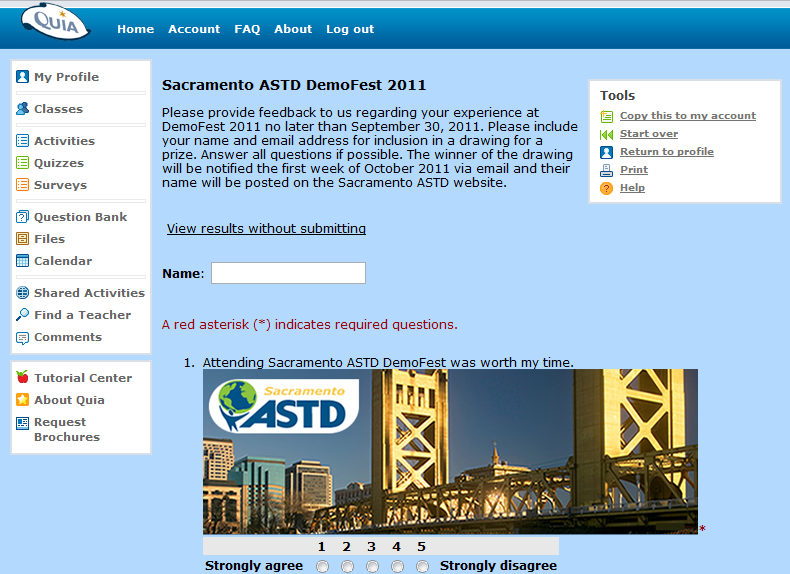 QUIA
Home Account FAQ About Log out
My Profile
Classes
Activities
Quizzes
Surveys
Question Bank
Files
Calendar
Shared Activities
Find a Teacher
Comments
Tutorial Center
About Quia
Request
Brochures
Sacramento ASTD DemoFest 2011
Please provide feedback to us regarding your experience at
DemoFest 2011 no later than September 30, 2011. Please include
your name and email address for inclusion in a drawing for a
prize. Answer all questions if possible. The winner of the drawing
will be notified the first week of October 2011 via email and their
name will be posted on the Sacramento ASTD website.
View results without submitting
Name:
A red asterisk (*) indicates required questions.
1. Attending Sacramento ASTD DemoFest was worth my time.
Sacramento
ASTD
*
1 2 3 4 5
Strongly agree Strongly disagree
Tools
Copy this to my account
Start over
Return to profile
Print
Help